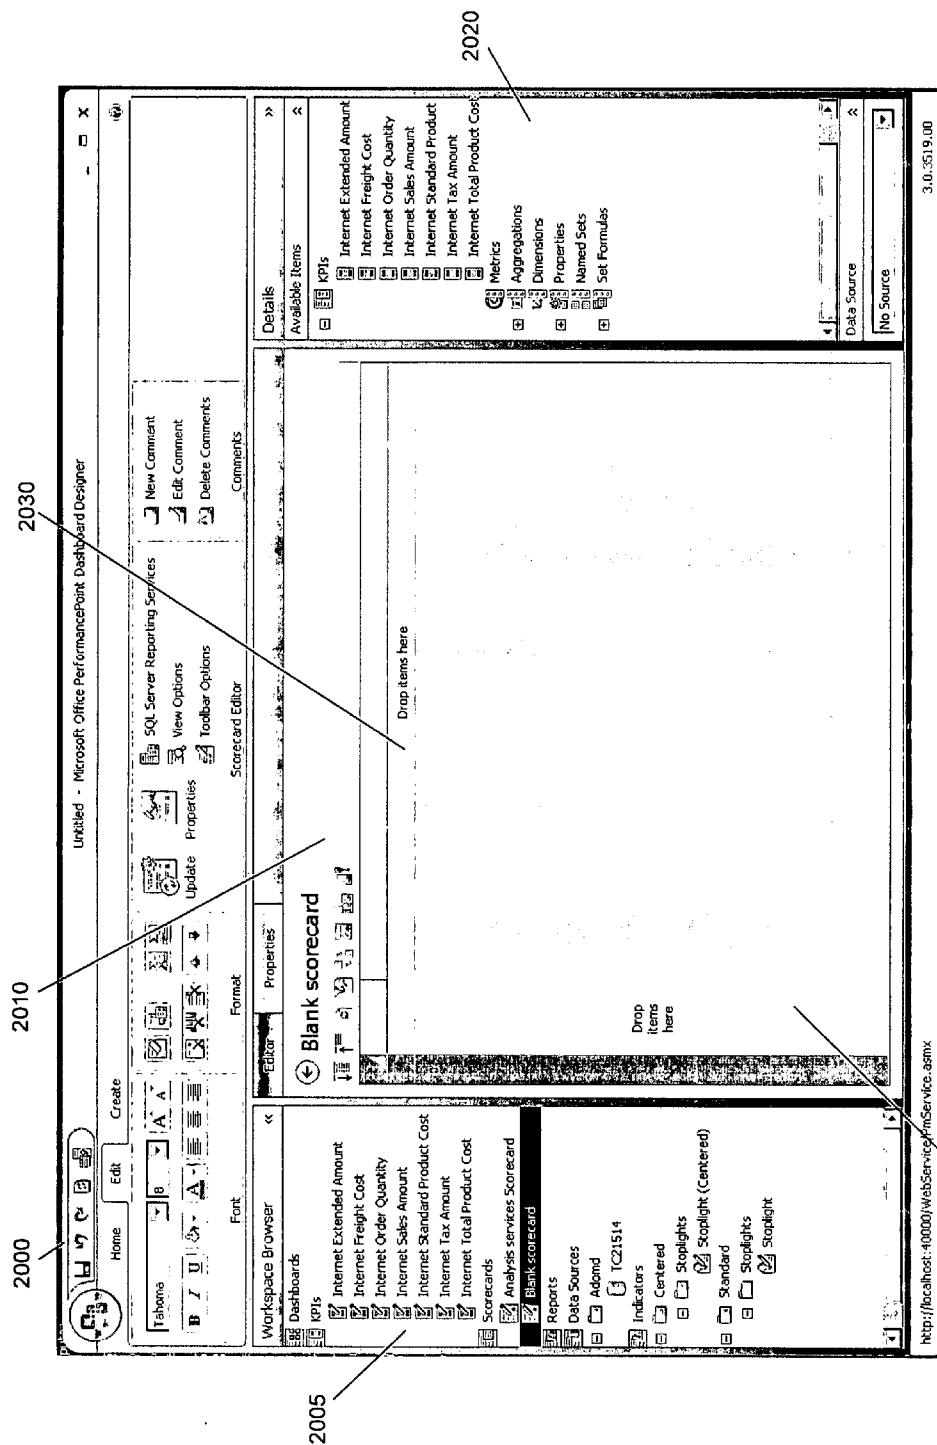 2000
2010
2030
2020
2005
Untitled - Microsoft Office PerformancePoint Dashboard Designer
Home
Edit
Create
Tahoma
8
A A
B I U A
Font
Format
Update
Properties
SQL Server Reporting Services
View Options
Toolbar Options
Scorecard Editor
New Comment
Edit Comment
Delete Comments
Comments
Workspace Browser
«
Dashboards
KPIs
Internet Extended Amount
Internet Freight Cost
Internet Order Quantity
Internet Sales Amount
Internet Standard Product Cost
Internet Tax Amount
Internet Total Product Cost
Scorecards
Analysis services Scorecard
Blank scorecard
Reports
Data Sources
Adomd
TC21514
Indicators
Centered
Stoplights
Stoplight (Centered)
Standard
Stoplights
Stoplight
Editor
Properties
Blank scorecard
Drop items here
Drop
items
here
Details
»
Available Items
KPIs
Internet Extended Amount
Internet Freight Cost
Internet Order Quantity
Internet Sales Amount
Internet Standard Product
Internet Tax Amount
Internet Total Product Cost
Metrics
Aggregations
Dimensions
Properties
Named Sets
Set Formulas
Data Source
No Source
http://localhost:40000/WebService/PmService.asmx
3.0.3519.00